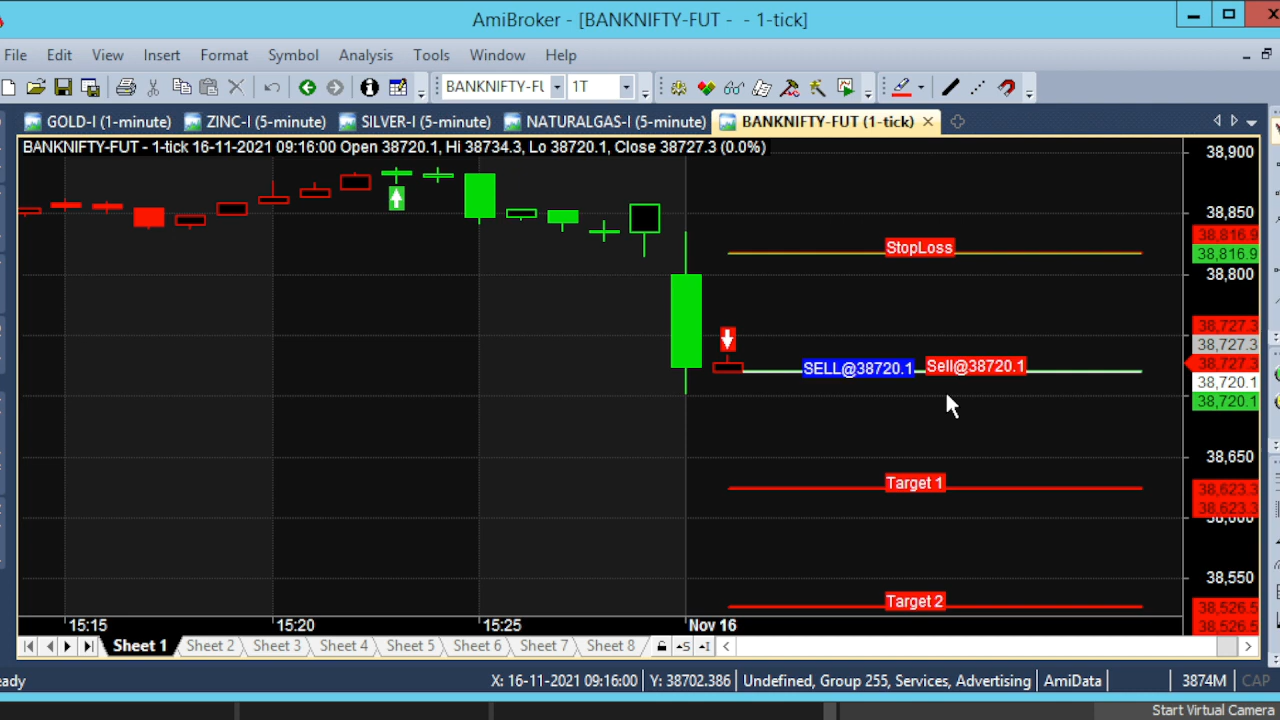 AmiBroker - [BANKNIFTY-FUT - - 1-tick]
File Edit View Insert Format Symbol Analysis Tools Window Help
BANKNIFTY-FU 1T
GOLD-I (1-minute) ZINC-I (5-minute) SILVER-I (5-minute) NATURALGAS-I (5-minute) BANKNIFTY-FUT (1-tick)
BANKNIFTY-FUT - 1-tick 16-11-2021 09:16:00 Open 38720.1, Hi 38734.3, Lo 38720.1, Close 38727.3 (0.0%)
38,900
38,850
38,816.9
StopLoss
38,816.9
38,800
38,727.3
38,727.3
38,727.3
SELL@38720.1 Sell@38720.1
38,720.1
38,720.1
38,650
Target 1
38,623.3
38,623.3
38,600
38,550
Target 2
38,526.5
38,526.5
15:15 15:20 15:25 Nov 16
Sheet 1 Sheet 2 Sheet 3 Sheet 4 Sheet 5 Sheet 6 Sheet 7 Sheet 8
eady X: 16-11-2021 09:16:00 Y: 38702.386 Undefined, Group 255, Services, Advertising AmiData 3874M CAP
Start Virtual Camera